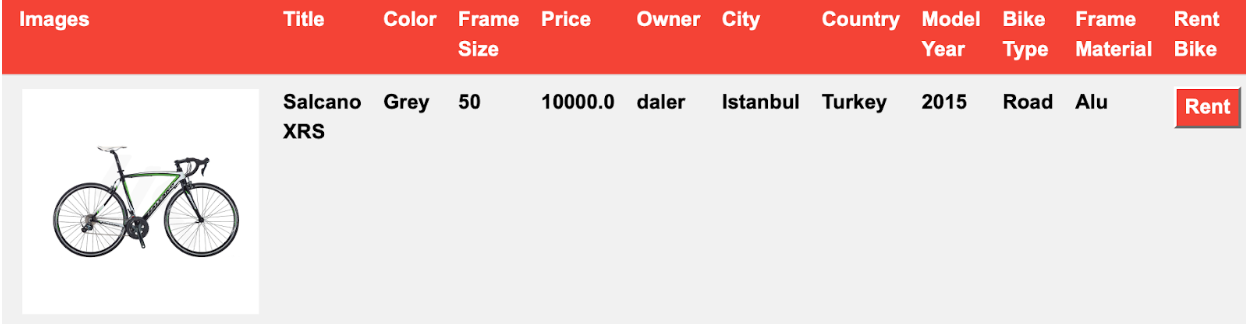 Images Title Color Frame Size Price Owner City Country Model Year Bike Type Frame Material Rent Bike
Salcano XRS Grey 50 10000.0 daler Istanbul Turkey 2015 Road Alu Rent